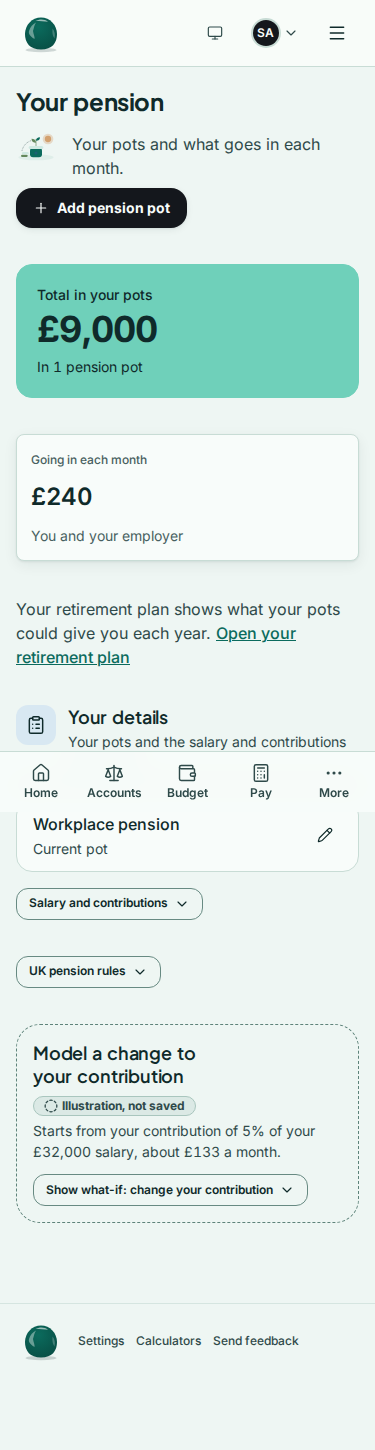 SA
Your pension
Your pots and what goes in each
month.
Add pension pot
Total in your pots
£9,000
In 1 pension pot
Going in each month
£240
You and your employer
Your retirement plan shows what your pots
could give you each year. Open your
retirement plan
Your details
Your pots and the salary and contributions
Home Accounts Budget Pay More
Workplace pension
Current pot
Salary and contributions
UK pension rules
Model a change to
your contribution
Illustration, not saved
Starts from your contribution of 5% of your
£32,000 salary, about £133 a month.
Show what-if: change your contribution
Settings Calculators Send feedback